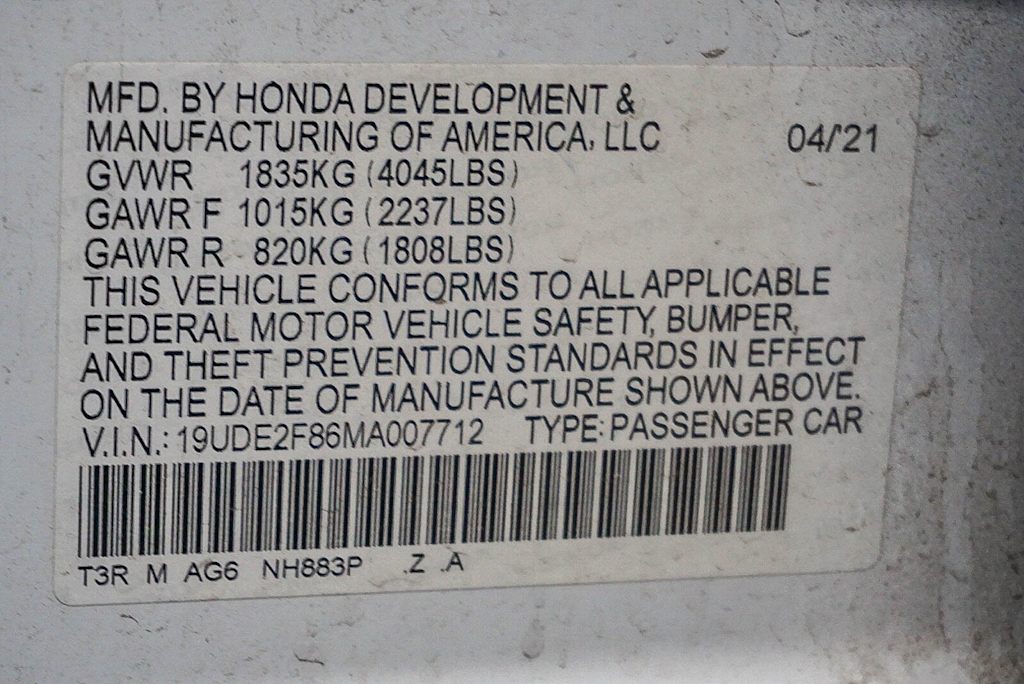 MFD. BY HONDA DEVELOPMENT &
MANUFACTURING OF AMERICA, LLC 04/'21
GVWR 1835KG (4045LBS)
GAWR F 1015KG (2237LBS)
GAWR R 820KG (1808LBS)
THIS VEHICLE CONFORMS TO ALL APPLICABLE
FEDERAL MOTOR VEHICLE SAFETY, BUMPER,
AND THEFT PREVENTION STANDARDS IN EFFECT
ON THE DATE OF MANUFACTURE SHOWN ABOVE.
V.I.N.: 19UDE2F86MA007712 TYPE: PASSENGER CAR
T3R M AG6 NH883P .Z .A